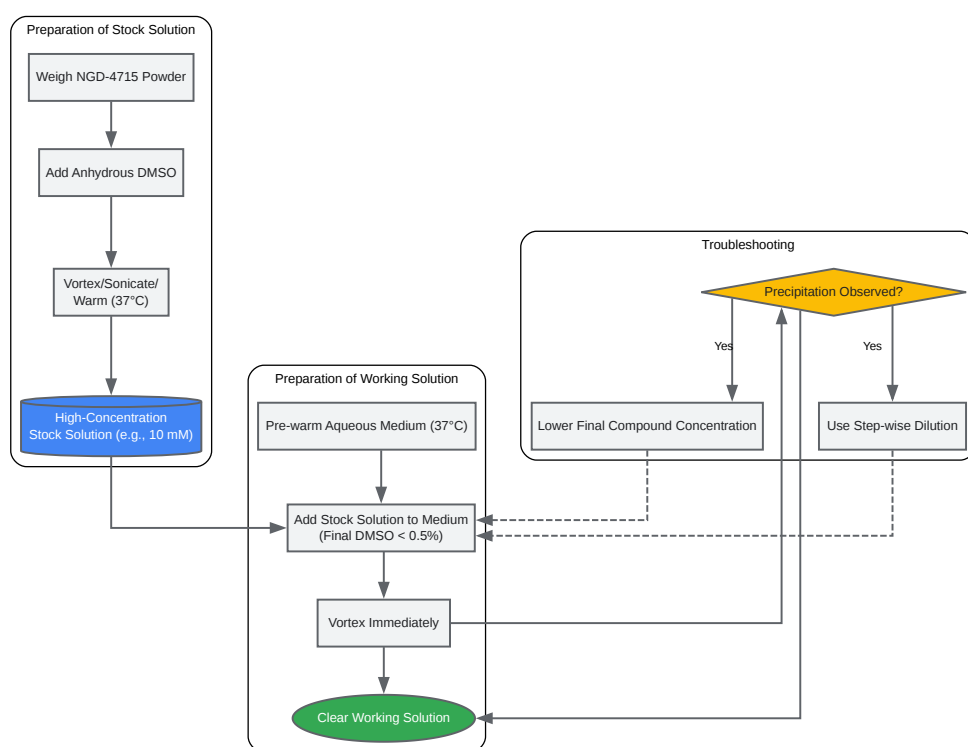 Preparation of Stock Solution
Weigh NGD-4715 Powder
Add Anhydrous DMSO
Vortex/Sonicate/
Warm (37°C)
High-Concentration
Stock Solution (e.g., 10 mM)
Preparation of Working Solution
Pre-warm Aqueous Medium (37°C)
Add Stock Solution to Medium
(Final DMSO < 0.5%)
Vortex Immediately
Clear Working Solution
Troubleshooting
Precipitation Observed?
Yes
Yes
Lower Final Compound Concentration
Use Step-wise Dilution